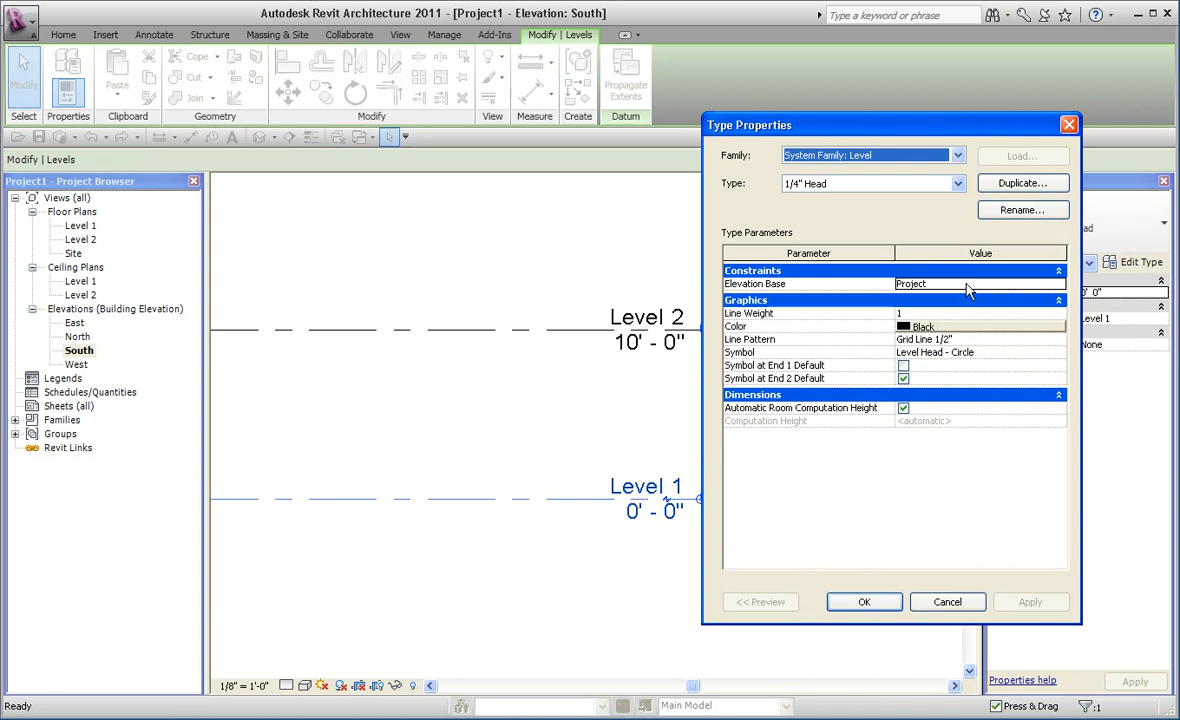 Autodesk Revit Architecture 2011 - [Project1 - Elevation: South]
Type a keyword or phrase
Home Insert Annotate Structure Massing & Site Collaborate View Manage Add-Ins Modify | Levels
Modify
Paste
Cope
Cut
Join
Propagate
Extents
Select Properties Clipboard Geometry Modify View Measure Create Datum
Modify | Levels
Project1 - Project Browser
Views (all)
Floor Plans
Level 1
Level 2
Site
Ceiling Plans
Level 1
Level 2
Elevations (Building Elevation)
East
North
South
West
Legends
Schedules/Quantities
Sheets (all)
Families
Groups
Revit Links
Level 2
10' - 0"
Level 1
0' - 0"
Type Properties
Family: System Family: Level Load...
Type: 1/4" Head Duplicate...
Rename...
Type Parameters
Parameter Value
Constraints
Elevation Base Project
Graphics
Line Weight 1
Color Black
Line Pattern Grid Line 1/2"
Symbol Level Head - Circle
Symbol at End 1 Default
Symbol at End 2 Default
Dimensions
Automatic Room Computation Height
Computation Height <automatic>
<< Preview OK Cancel Apply
ad
Edit Type
0' 0"
evel 1
None
Properties help Apply
1/8" = 1'-0"
Ready
Main Model
Press & Drag
:1